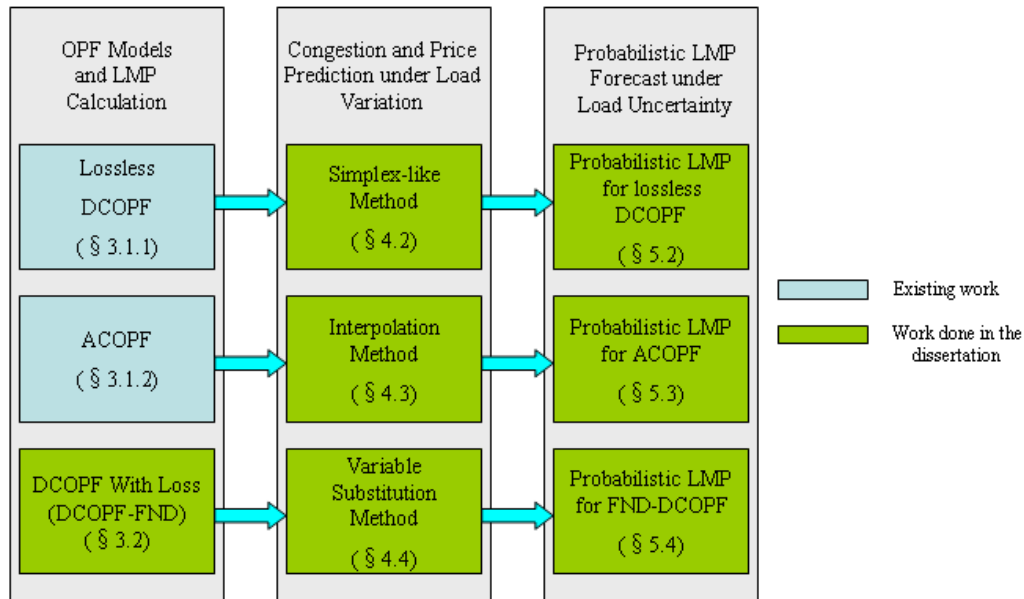 OPF Models
and LMP
Calculation
Lossless
DCOPF
( § 3.1.1)
ACOPF
( § 3.1.2)
DCOPF With Loss
(DCOPF-FND)
( § 3.2)
Congestion and Price
Prediction under Load
Variation
Simplex-like
Method
( § 4.2)
Interpolation
Method
( § 4.3)
Variable
Substitution
Method
( § 4.4)
Probabilistic LMP
Forecast under
Load Uncertainty
Probabilistic LMP
for lossless
DCOPF
( § 5.2)
Probabilistic LMP
for ACOPF
( § 5.3)
Probabilistic LMP
for FND-DCOPF
( § 5.4)
Existing work
Work done in the
dissertation